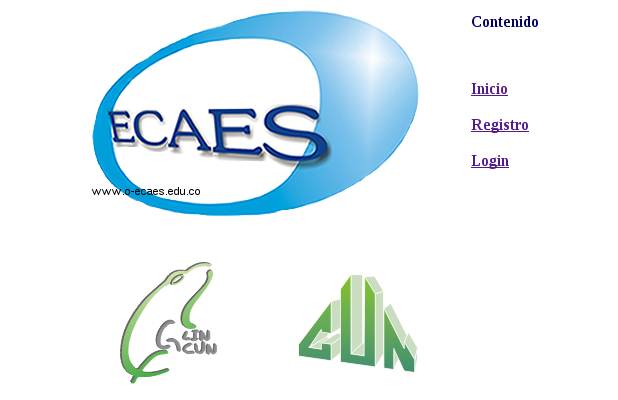 Contenido
ECAES
Inicio
Registro
Login
www.o-ecaes.edu.co
G LIN
CUN
CUN